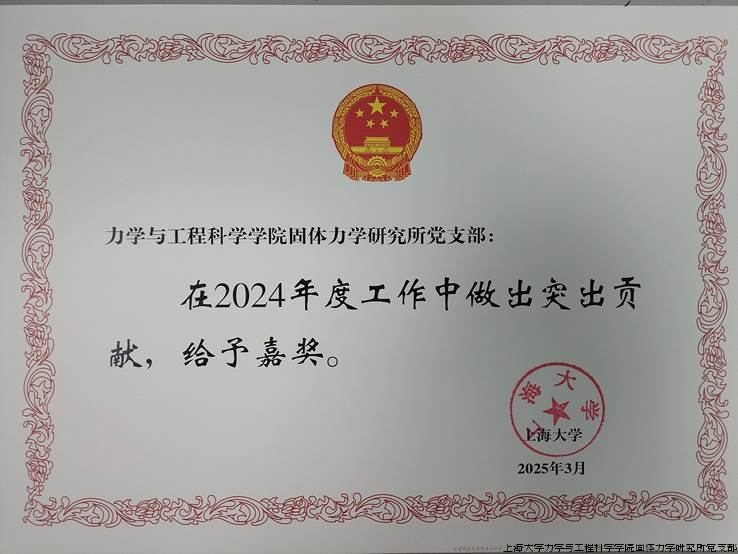 力学与工程科学学院固体力学研究所党支部：
在2024年度工作中做出突出贡
献，给予嘉奖。
上海大学
上海大学
2025年3月
上海大学力学与工程科学学院固体力学研究所党支部